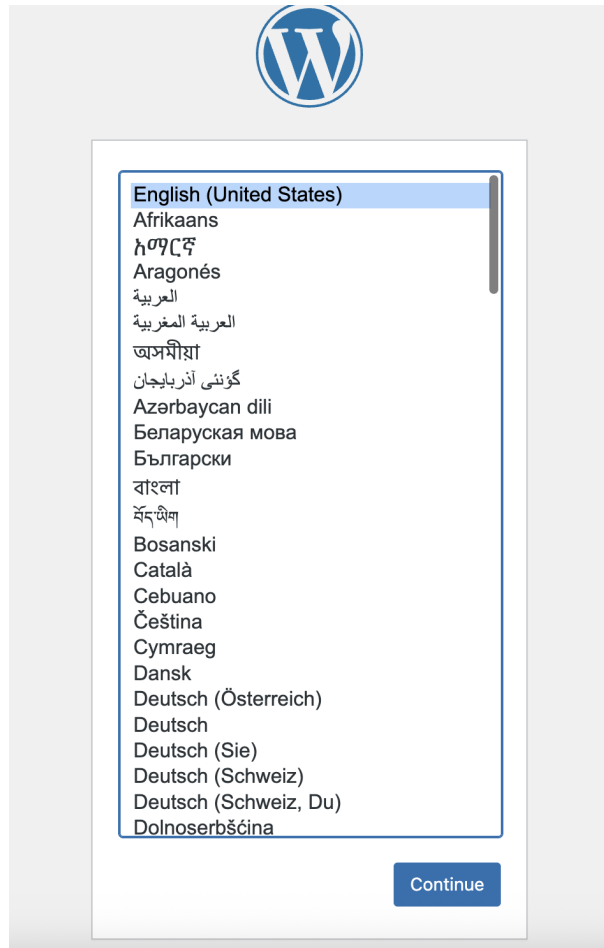 English (United States)
Afrikaans
አማርኛ
Aragonés
العربية
العربية المغربية
অসমীয়া
گؤنئی آذربایجان
Azərbaycan dili
Беларуская мова
Български
বাংলা
བོད་ཡིག
Bosanski
Català
Cebuano
Čeština
Cymraeg
Dansk
Deutsch (Österreich)
Deutsch
Deutsch (Sie)
Deutsch (Schweiz)
Deutsch (Schweiz, Du)
Dolnoserbšćina
Continue